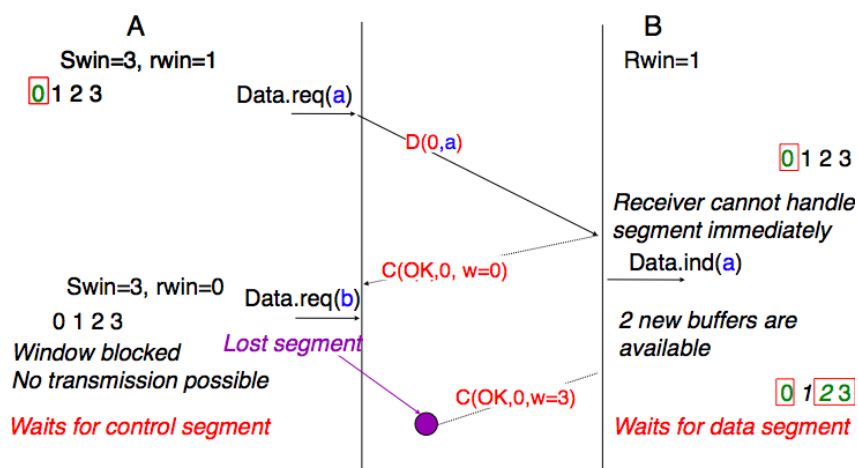 A
B
Swin=3, rwin=1
Rwin=1
0 1 2 3
Data.req(a)
D(0,a)
0 1 2 3
Receiver cannot handle
segment immediately
C(OK,0, w=0)
Data.ind(a)
Swin=3, rwin=0
Data.req(b)
0 1 2 3
2 new buffers are
available
Window blocked
No transmission possible
Lost segment
C(OK,0,w=3)
0 1 2 3
Waits for control segment
Waits for data segment